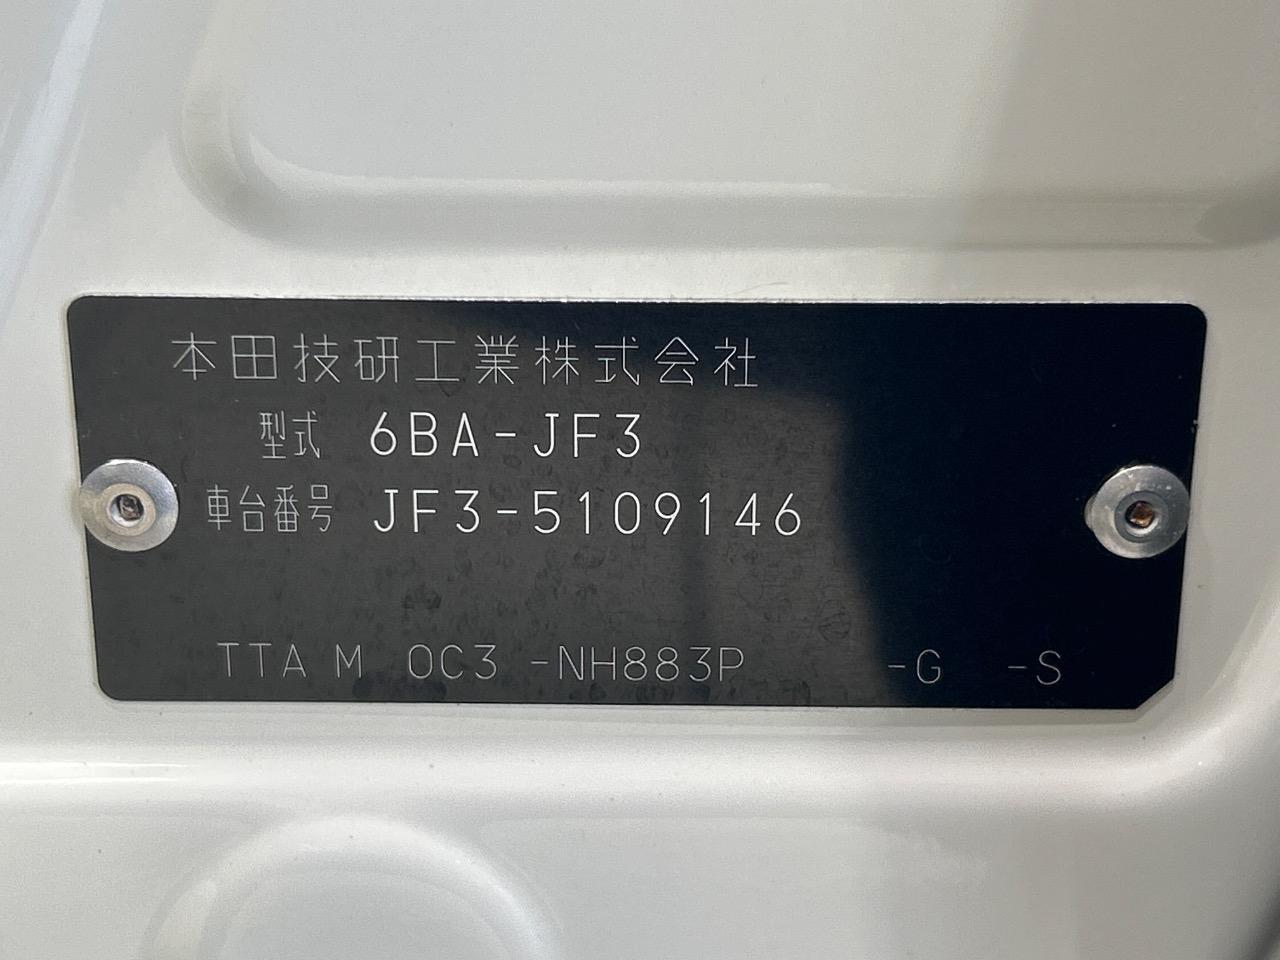 本田技研工業株式会社
型式 6BA-JF3
車台番号 JF3-5109146
TTA M 0C3 -NH883P -G -S